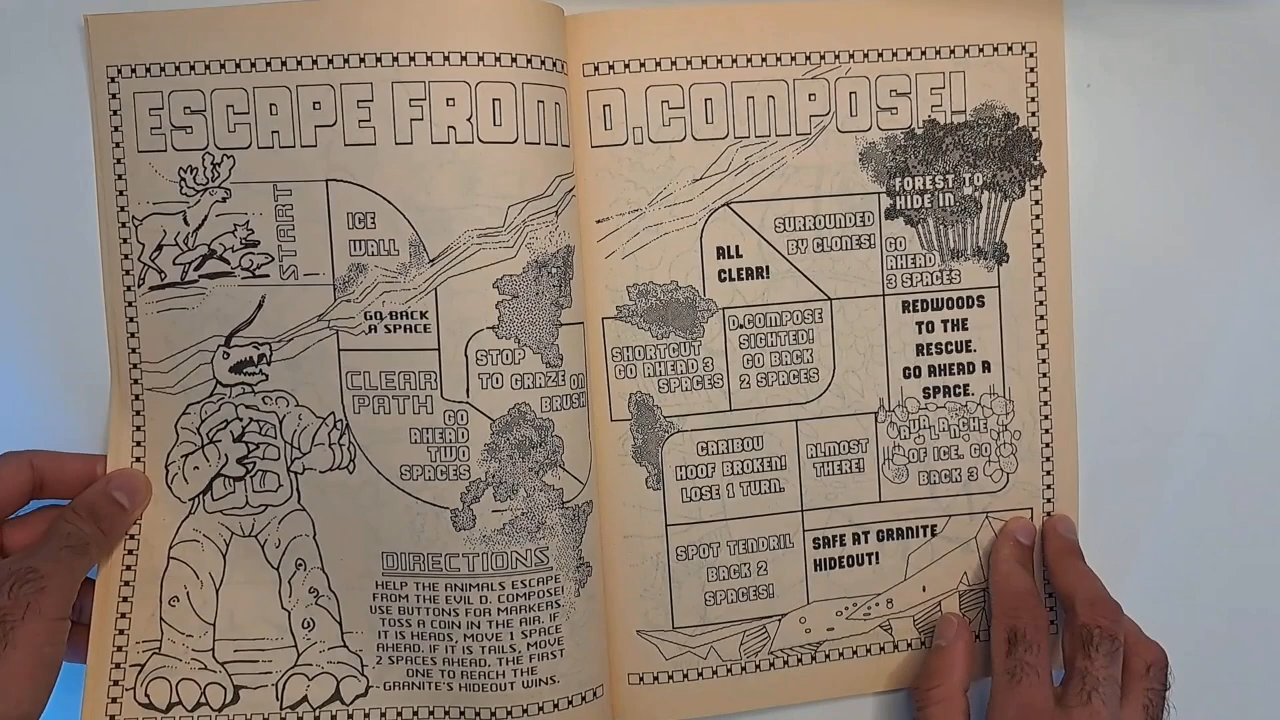 ESCAPE FROM D.COMPOSE!
START
ICE
WALL
GO BACK
A SPACE
CLEAR
PATH
GO
AHEAD
TWO
SPACES
STOP
TO GRAZE ON
BRUSH
DIRECTIONS
HELP THE ANIMALS ESCAPE
FROM THE EVIL D. COMPOSE!
USE BUTTONS FOR MARKERS.
TOSS A COIN IN THE AIR. IF
IT IS HEADS, MOVE 1 SPACE
AHEAD. IF IT IS TAILS, MOVE
2 SPACES AHEAD. THE FIRST
ONE TO REACH THE
GRANITE'S HIDEOUT WINS.
SHORTCUT
GO AHEAD 3
SPACES
D.COMPOSE
SIGHTED!
GO BACK
2 SPACES
ALL
CLEAR!
SURROUNDED
BY CLONES!
FOREST TO
HIDE IN.
GO
AHEAD
3 SPACES
REDWOODS
TO THE
RESCUE.
GO AHEAD A
SPACE.
AVALANCHE
OF ICE. GO
BACK 3
ALMOST
THERE!
CARIBOU
HOOF BROKEN!
LOSE 1 TURN.
SPOT TENDRIL
BACK 2
SPACES!
SAFE AT GRANITE
HIDEOUT!